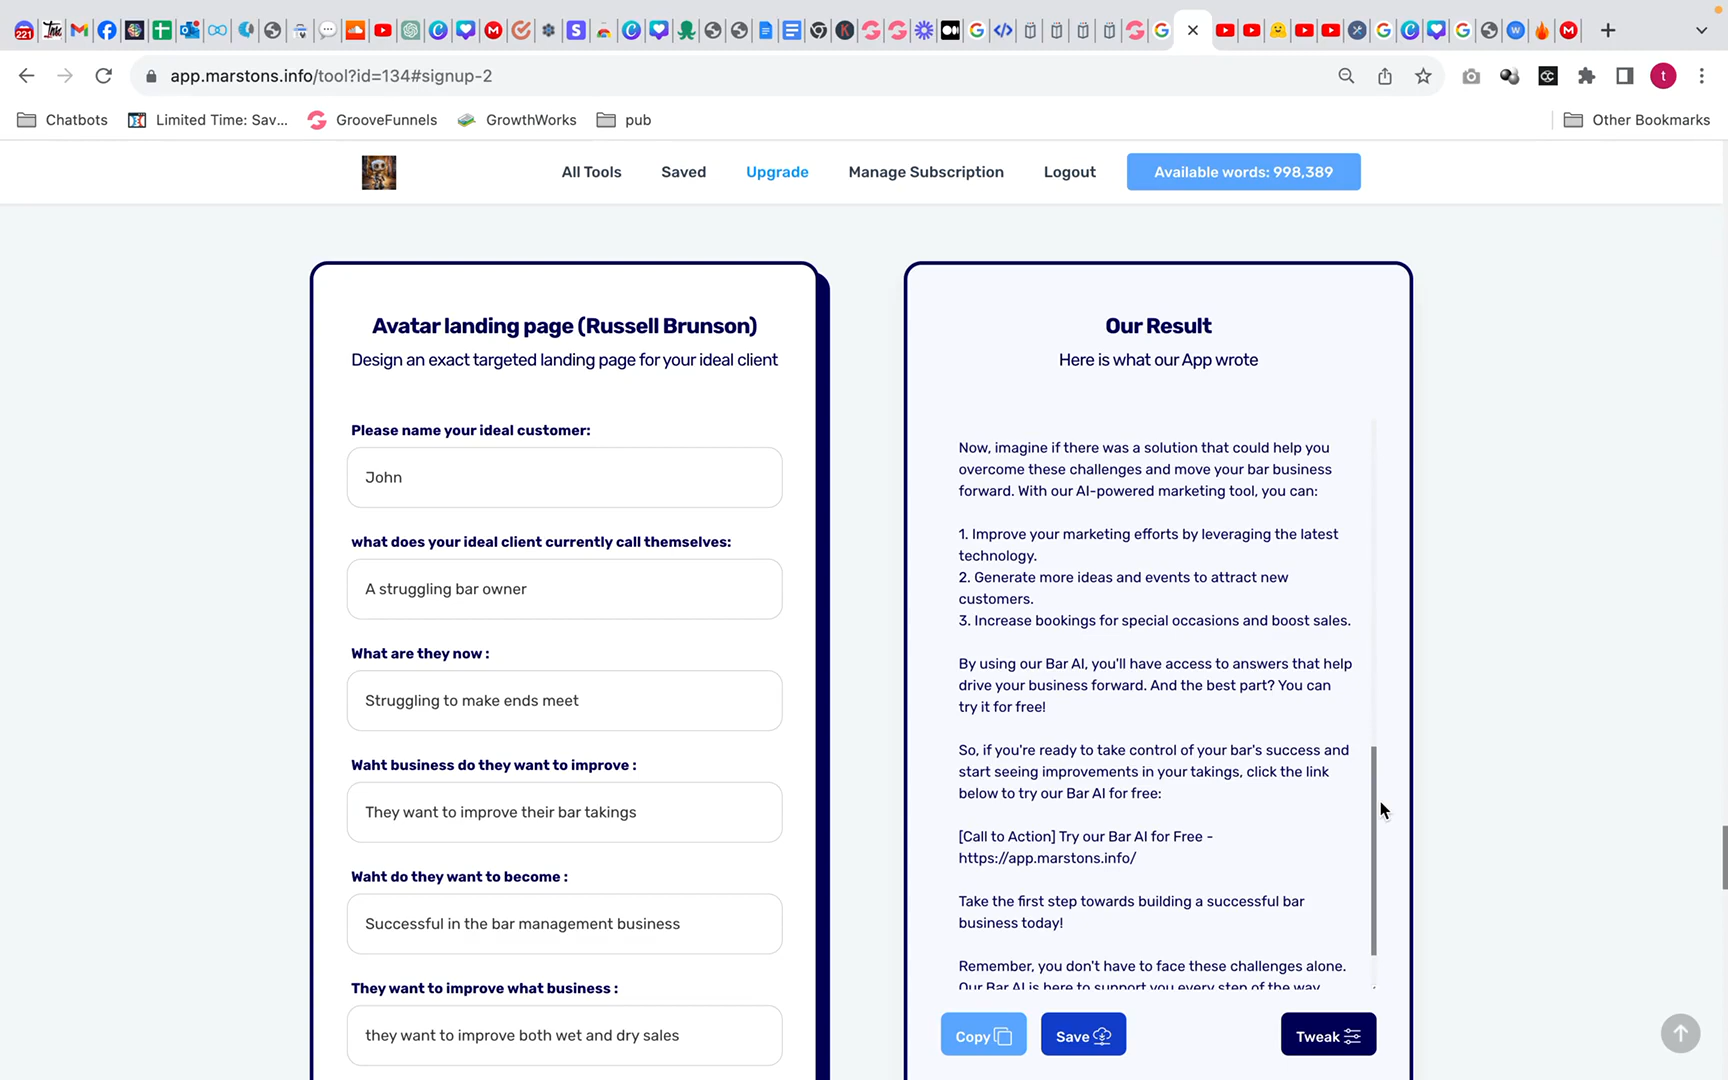 221
app.marstons.info/tool?id=134#signup-2
t
Chatbots
Limited Time: Sav...
GrooveFunnels
GrowthWorks
pub
Other Bookmarks
All Tools
Saved
Upgrade
Manage Subscription
Logout
Available words: 998,389
Avatar landing page (Russell Brunson)
Design an exact targeted landing page for your ideal client
Please name your ideal customer:
John
what does your ideal client currently call themselves:
A struggling bar owner
What are they now :
Struggling to make ends meet
Waht business do they want to improve :
They want to improve their bar takings
Waht do they want to become :
Successful in the bar management business
They want to improve what business :
they want to improve both wet and dry sales
Our Result
Here is what our App wrote
Now, imagine if there was a solution that could help you
overcome these challenges and move your bar business
forward. With our AI-powered marketing tool, you can:
1. Improve your marketing efforts by leveraging the latest
technology.
2. Generate more ideas and events to attract new
customers.
3. Increase bookings for special occasions and boost sales.
By using our Bar AI, you'll have access to answers that help
drive your business forward. And the best part? You can
try it for free!
So, if you're ready to take control of your bar's success and
start seeing improvements in your takings, click the link
below to try our Bar AI for free:
[Call to Action] Try our Bar AI for Free -
https://app.marstons.info/
Take the first step towards building a successful bar
business today!
Remember, you don't have to face these challenges alone.
Our Bar AI is here to support you every step of the way
Copy
Save
Tweak